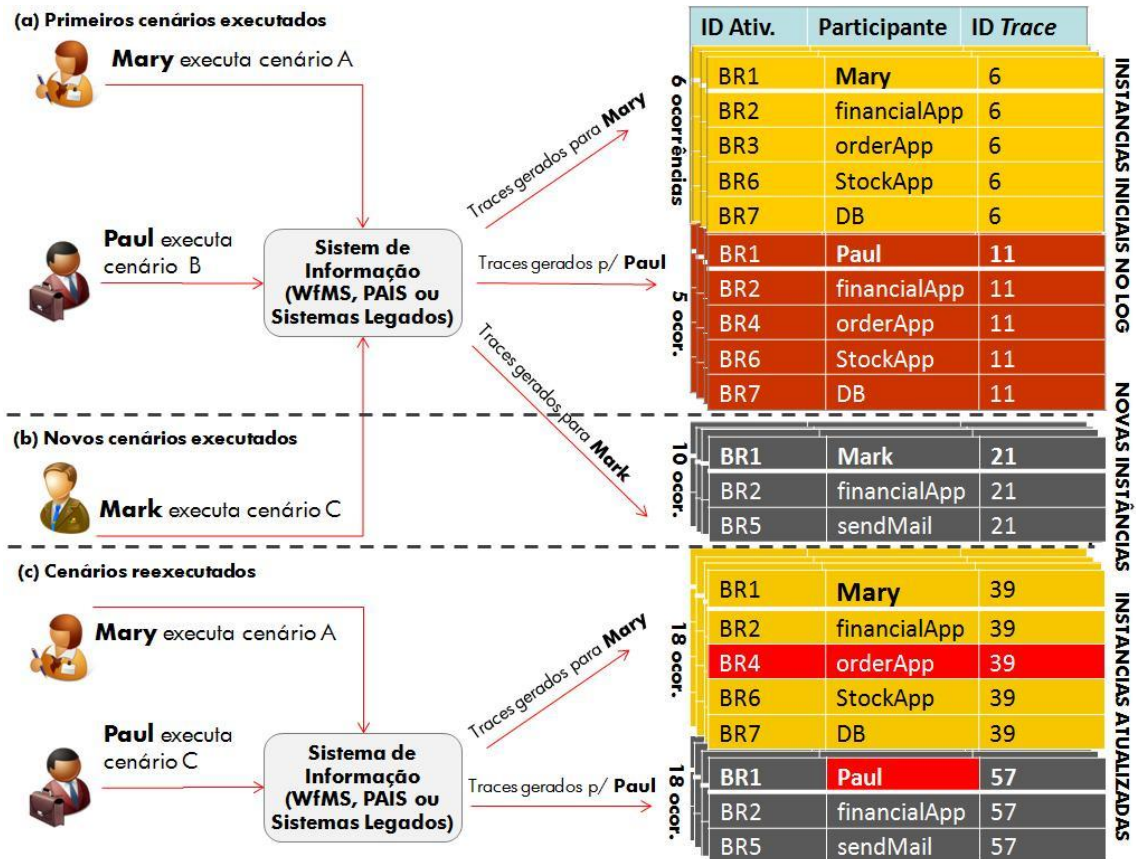 (a) Primeiros cenários executados
Mary executa cenário A
Paul executa
cenário B
Sistem de
Informação
(WfMS, PAIS ou
Sistemas Legados)
Traces gerados para Mary
Traces gerados p/ Paul
Traces gerados para Mark
6 ocorrências
5 ocor.
ID Ativ. Participante ID Trace
BR1 Mary 6
BR2 financialApp 6
BR3 orderApp 6
BR6 StockApp 6
BR7 DB 6
BR1 Paul 11
BR2 financialApp 11
BR4 orderApp 11
BR6 StockApp 11
BR7 DB 11
INSTANCIAS INICIAIS NO LOG
(b) Novos cenários executados
Mark executa cenário C
10 ocor.
BR1 Mark 21
BR2 financialApp 21
BR5 sendMail 21
NOVAS INSTÂNCIAS
(c) Cenários reexecutados
Mary executa cenário A
Paul executa
cenário C
Sistema de
Informação
(WfMS, PAIS ou
Sistemas Legados)
Traces gerados para Mary
Traces gerados p/ Paul
18 ocor.
18 ocor.
BR1 Mary 39
BR2 financialApp 39
BR4 orderApp 39
BR6 StockApp 39
BR7 DB 39
BR1 Paul 57
BR2 financialApp 57
BR5 sendMail 57
INSTANCIAS ATUALIZADAS